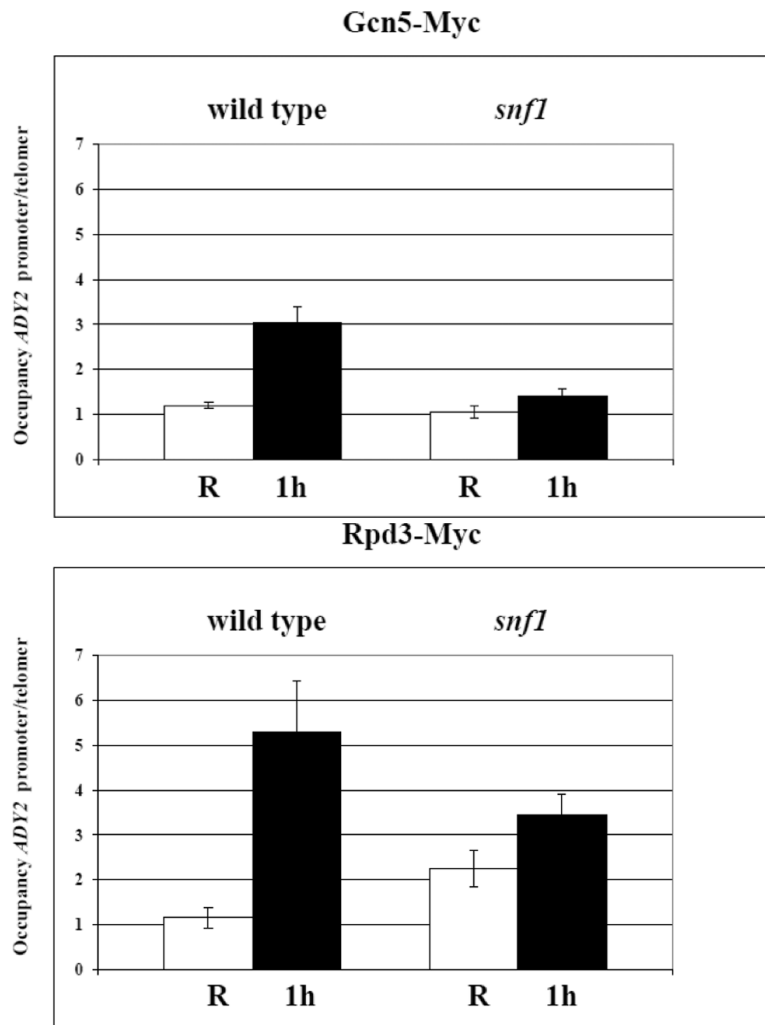 Gcn5-Myc
wild type snf1
Occupancy ADY2 promoter/telomer
7
6
5
4
3
2
1
0
R 1h R 1h
Rpd3-Myc
wild type snf1
Occupancy ADY2 promoter/telomer
7
6
5
4
3
2
1
0
R 1h R 1h